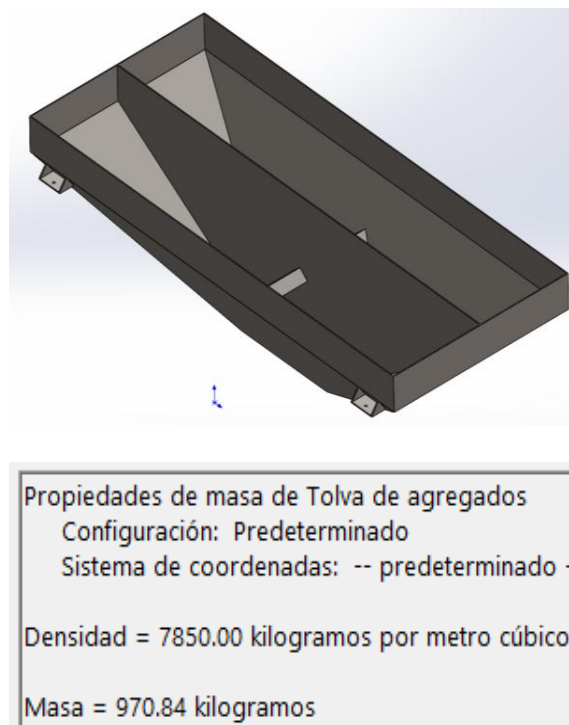 Propiedades de masa de Tolva de agregados
Configuración: Predeterminado
Sistema de coordenadas: -- predeterminado -
Densidad = 7850.00 kilogramos por metro cúbico
Masa = 970.84 kilogramos